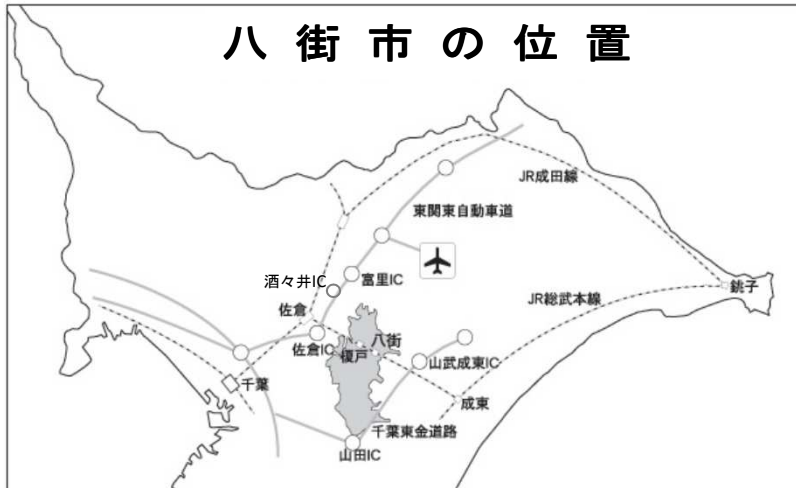 八街市の位置
JR成田線
東関東自動車道
酒々井IC
富里IC
銚子
JR総武本線
佐倉
佐倉IC
八街
榎戸
山武成東IC
千葉
成東
千葉東金道路
山田IC